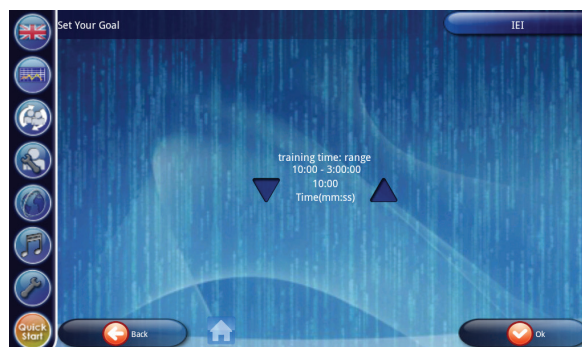 Set Your Goal
IEI
training time: range
10:00 - 3:00:00
10:00
Time(mm:ss)
Quick
Start
Back
Ok